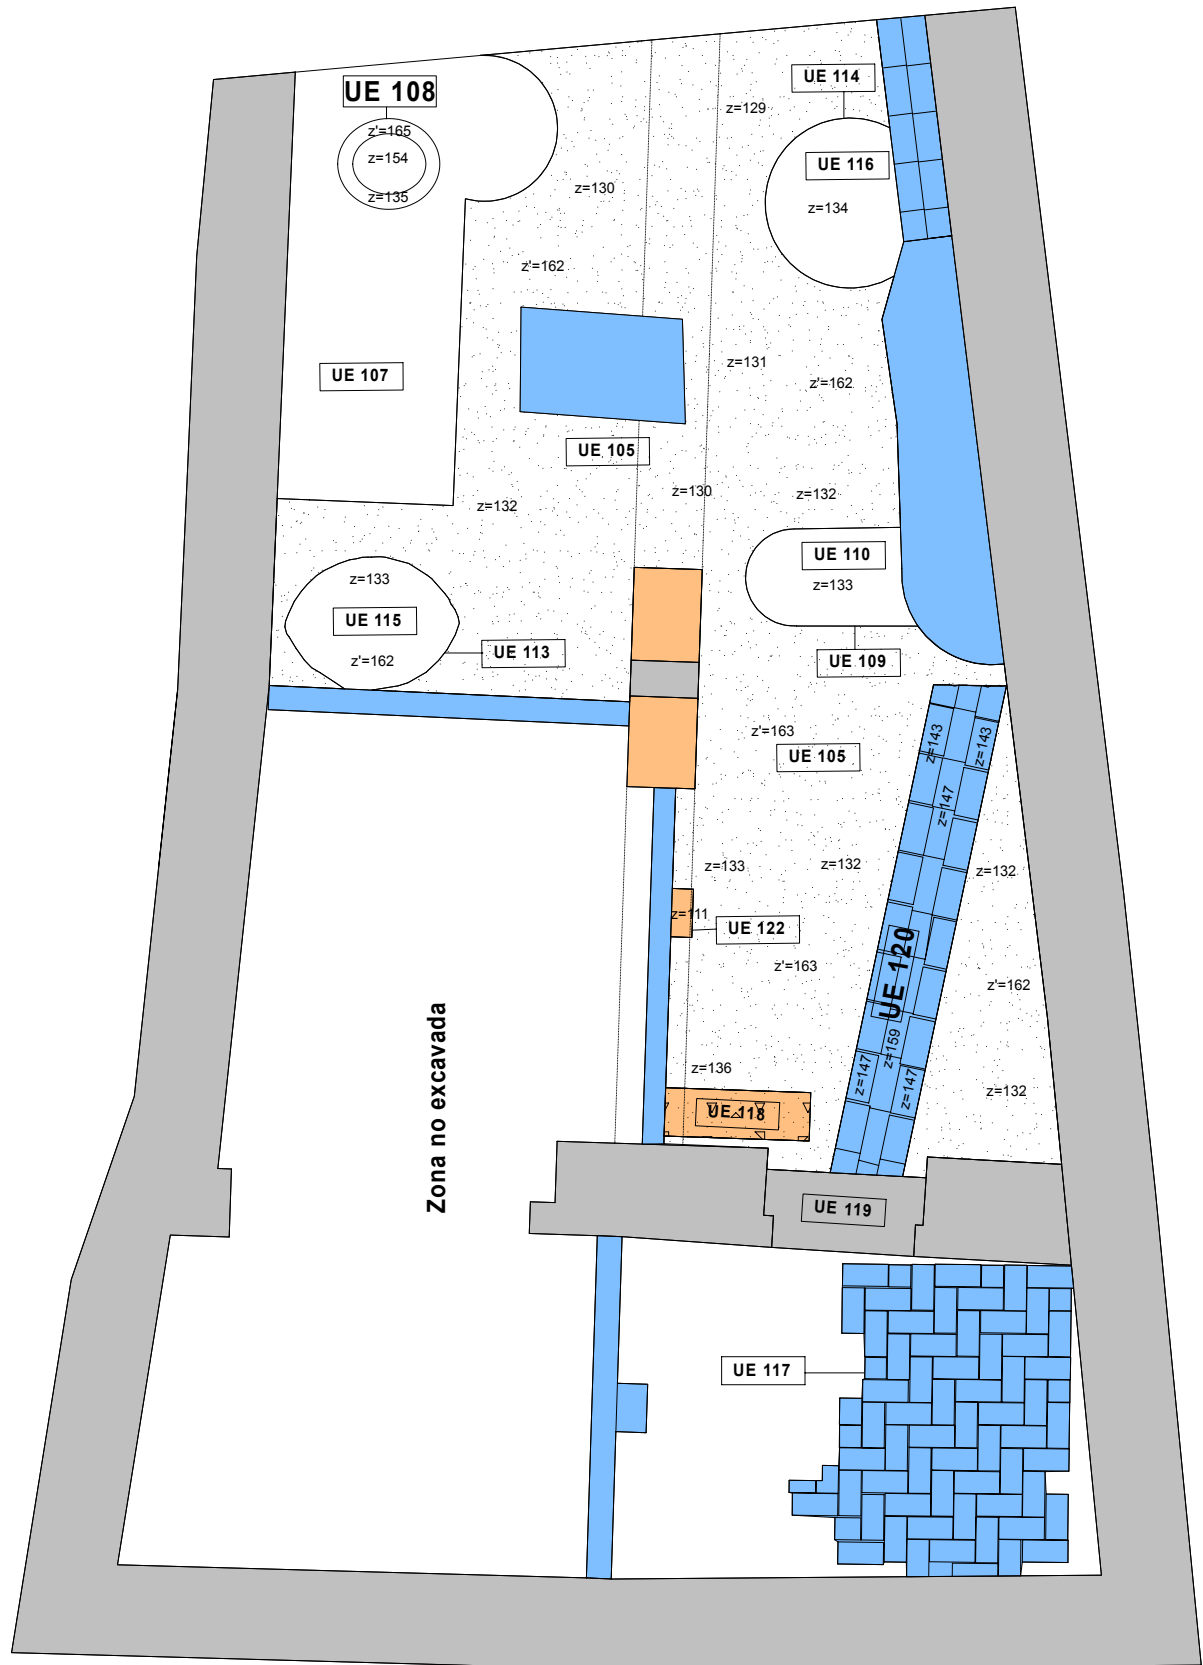 UE 108
z'=165
z=154
z=135
UE 114
z=129
UE 116
z=134
z=130
z'=162
z=131
z'=162
UE 107
UE 105
z=132
z=130
z=132
UE 110
z=133
UE 109
z=133
UE 115
z'=162
UE 113
z'=163
UE 105
z=143
z=143
z=147
z=133
z=132
z=132
z=111
UE 122
z'=163
UE 120
z'=162
z=159
z=136
z=147
z=147
z=132
UE 118
Zona no excavada
UE 119
UE 117